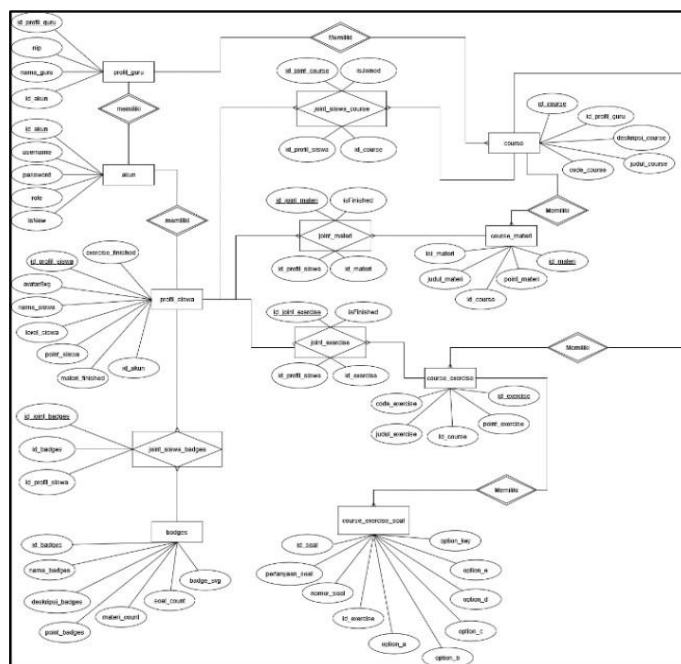 id_profil_guru
nip
nama_guru
id_akun
profil_guru
Memiliki
memiliki
id_akun
username
password
role
isNew
akun
memiliki
id_joint_course
isJoined
joint_siswa_course
id_profil_siswa
id_course
id_course
id_profil_guru
deskripsi_course
judul_course
code_course
course
Memiliki
id_joint_materi
isFinished
joint_materi
id_profil_siswa
id_materi
course_materi
isi_materi
judul_materi
id_course
point_materi
id_materi
exercise_finished
id_profil_siswa
nama_siswa
level_siswa
point_siswa
materi_finished
id_akun
profil_siswa
id_joint_exercise
isFinished
joint_exercise
id_profil_siswa
id_exercise
Memiliki
course_exercise
code_exercise
judul_exercise
id_course
point_exercise
id_exercise
id_joint_badges
id_badges
id_profil_siswa
joint_siswa_badges
Memiliki
badges
id_badges
nama_badges
deskripsi_badges
point_badges
materi_count
soal_count
badge_svg
course_exercise_soal
id_soal
pertanyaan_soal
nomor_soal
id_exercise
option_a
option_b
option_c
option_d
option_e
option_key